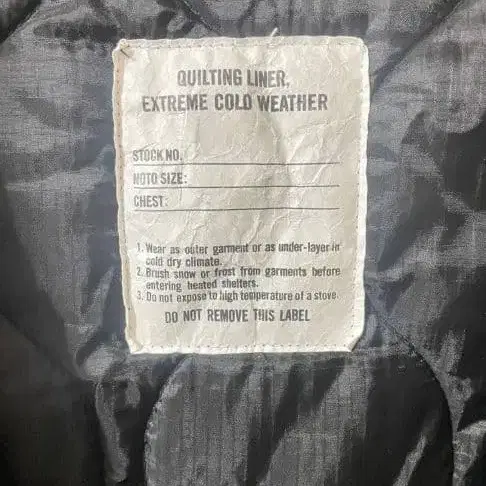 QUILTING LINER,
EXTREME COLD WEATHER
STOCK NO.
NOTO SIZE:
CHEST:
1. Wear as outer garment or as under-layer in
cold dry climate.
2. Brush snow or frost from garments before
entering heated shelters.
3. Do not expose to high temperature of a stove.
DO NOT REMOVE THIS LABEL